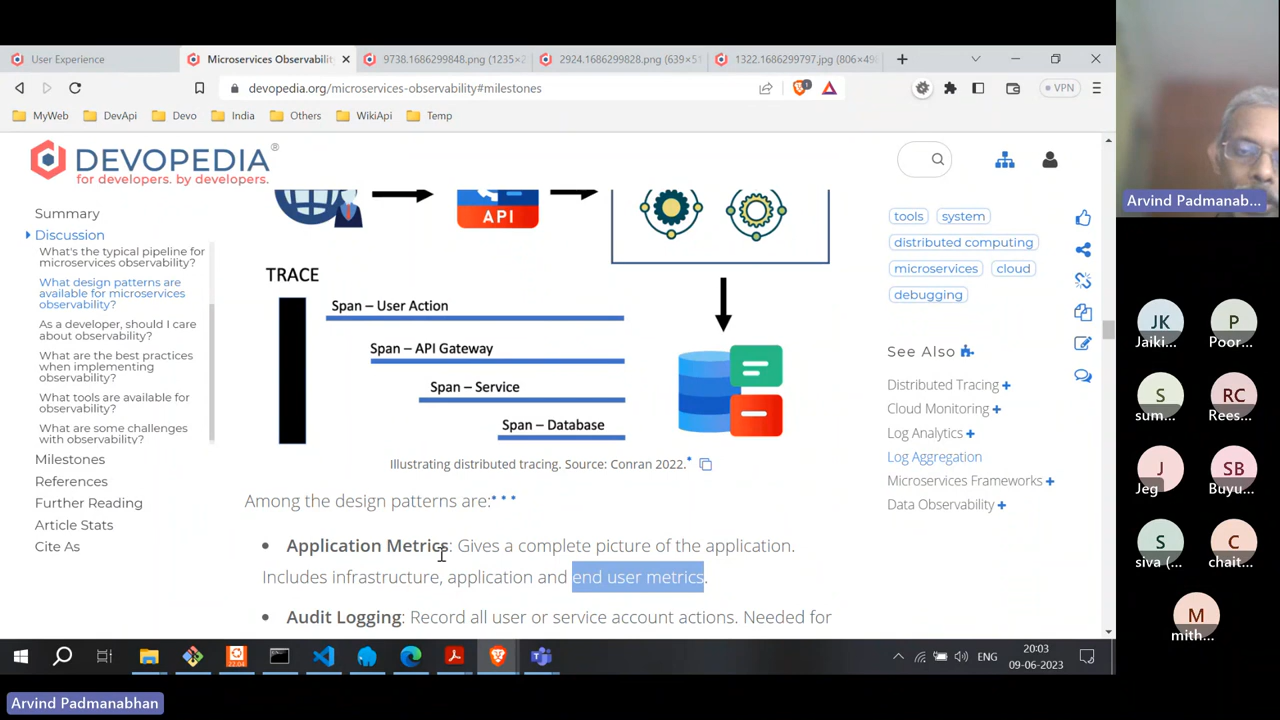 User Experience
Microservices Observabilit
9738.1686299848.png (1235×2
2924.1686299828.png (639×51
1322.1686299797.jpg (806×49
devopedia.org/microservices-observability#milestones
VPN
MyWeb
DevApi
Devo
India
Others
WikiApi
Temp
DEVOPEDIA
for developers. by developers.
Summary
Discussion
What's the typical pipeline for
microservices observability?
What design patterns are
available for microservices
observability?
As a developer, should I care
about observability?
What are the best practices
when implementing
observability?
What tools are available for
observability?
What are some challenges
with observability?
Milestones
References
Further Reading
Article Stats
Cite As
API
TRACE
Span – User Action
Span – API Gateway
Span – Service
Span – Database
Illustrating distributed tracing. Source: Conran 2022.
Among the design patterns are:
Application Metrics: Gives a complete picture of the application.
Includes infrastructure, application and end user metrics.
Audit Logging: Record all user or service account actions. Needed for
tools system
distributed computing
microservices cloud
debugging
See Also
Distributed Tracing +
Cloud Monitoring +
Log Analytics +
Log Aggregation
Microservices Frameworks +
Data Observability +
22.04
ENG
20:03
09-06-2023
Arvind Padmanabhan
Arvind Padmanab...
JK
Jaiki...
P
Poor...
S
sum...
RC
Rees...
J
Jeg
SB
Buyu...
S
siva (...
C
chait...
M
mith...